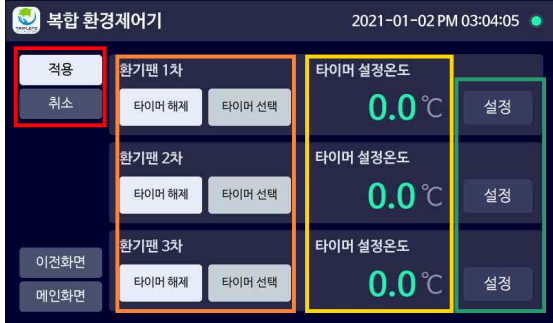 TRIPLETS
복합 환경제어기
2021-01-02 PM 03:04:05
적용
취소
환기팬 1차
타이머 해제
타이머 선택
타이머 설정온도
0.0 ℃
설정
환기팬 2차
타이머 해제
타이머 선택
타이머 설정온도
0.0 ℃
설정
환기팬 3차
타이머 해제
타이머 선택
타이머 설정온도
0.0 ℃
설정
이전화면
메인화면